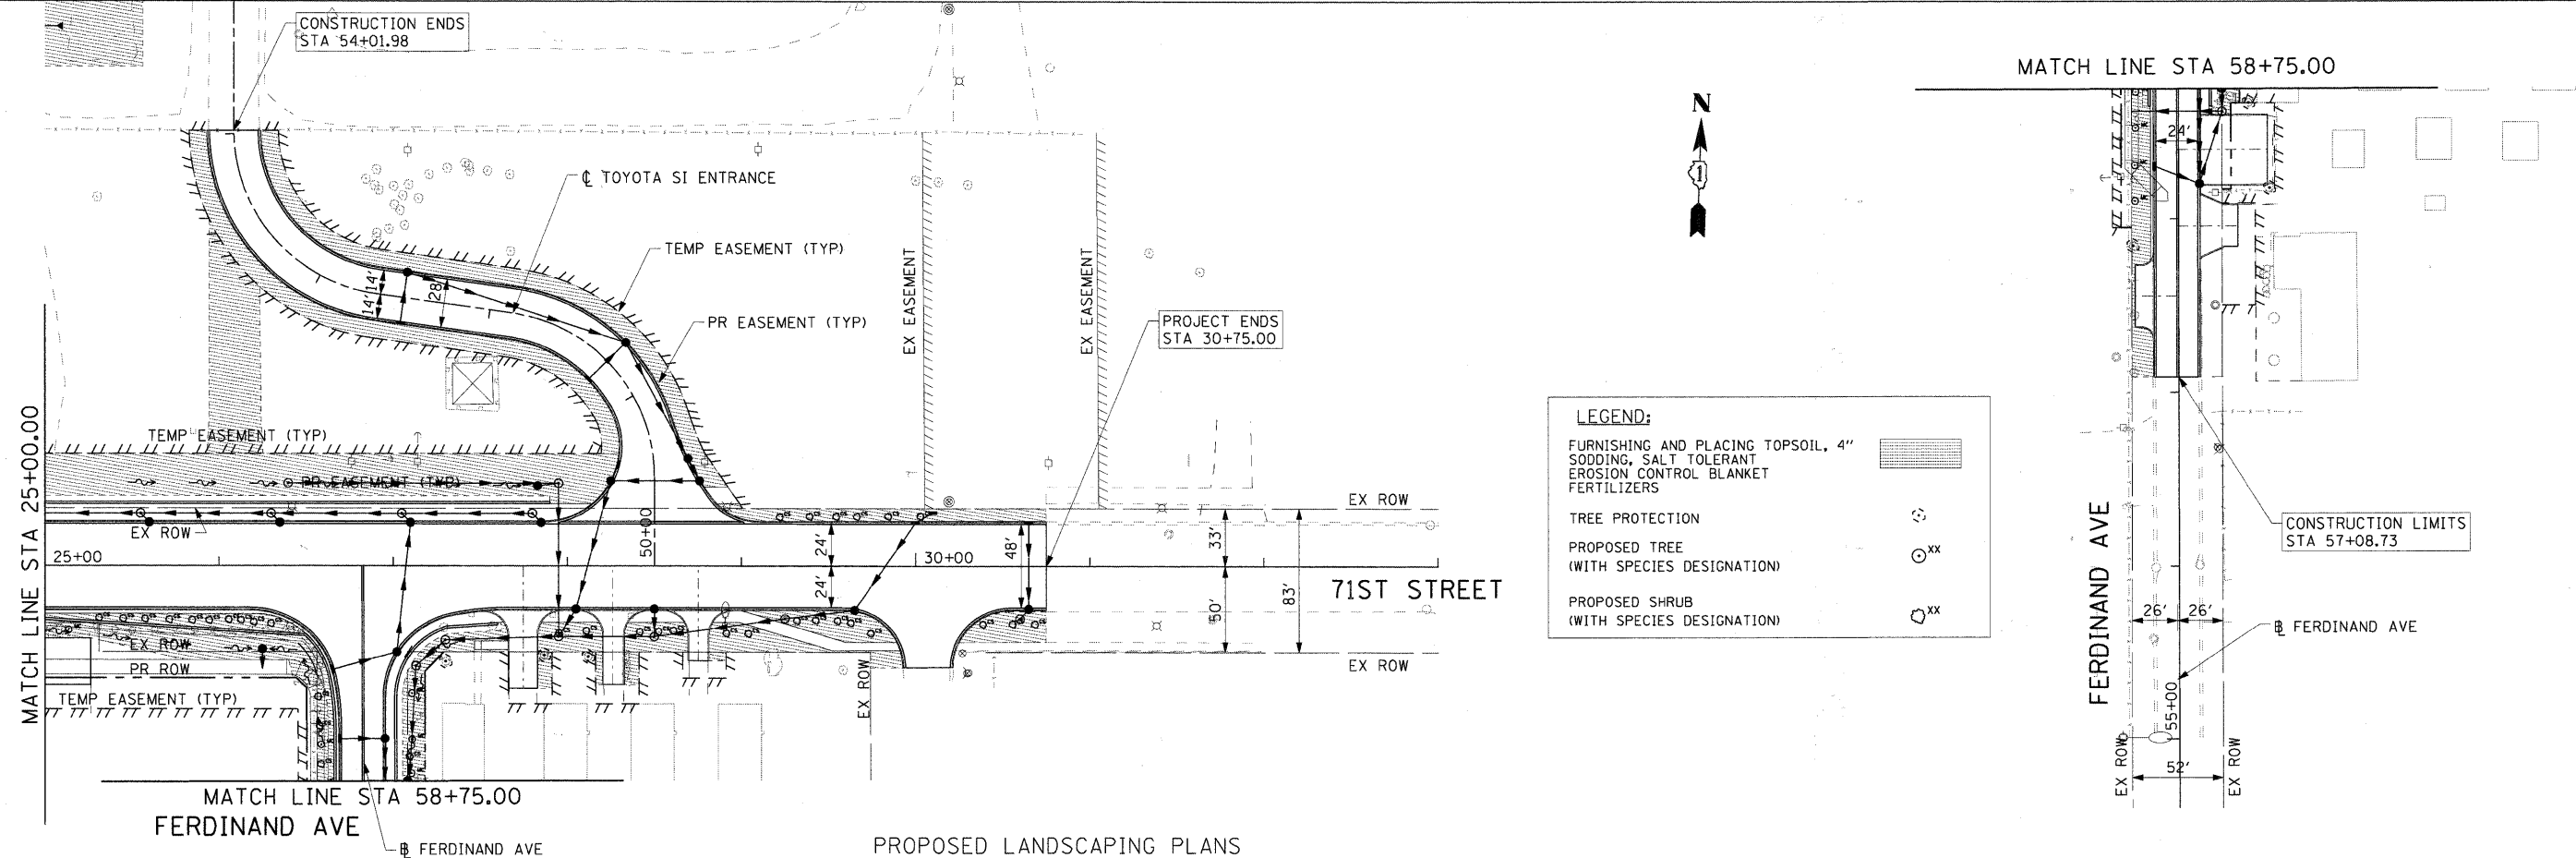 CONSTRUCTION ENDS
STA 54+01.98
℄ TOYOTA SI ENTRANCE
TEMP EASEMENT (TYP)
PR EASEMENT (TYP)
14'
14'
28'
EX EASEMENT
EX EASEMENT
PROJECT ENDS
STA 30+75.00
MATCH LINE STA 25+00.00
TEMP EASEMENT (TYP)
PR EASEMENT (TYP)
EX ROW
25+00
50+00
24'
24'
30+00
48'
33'
50'
83'
EX ROW
71ST STREET
EX ROW
EX ROW
EX ROW
PR ROW
TEMP EASEMENT (TYP)
MATCH LINE STA 58+75.00
FERDINAND AVE
⅊ FERDINAND AVE
PROPOSED LANDSCAPING PLANS
N
1
LEGEND:
FURNISHING AND PLACING TOPSOIL, 4"
SODDING, SALT TOLERANT
EROSION CONTROL BLANKET
FERTILIZERS
TREE PROTECTION
PROPOSED TREE
(WITH SPECIES DESIGNATION)
XX
PROPOSED SHRUB
(WITH SPECIES DESIGNATION)
XX
MATCH LINE STA 58+75.00
24'
CONSTRUCTION LIMITS
STA 57+08.73
FERDINAND AVE
26'
26'
⅊ FERDINAND AVE
55+00
EX ROW
52'
EX ROW